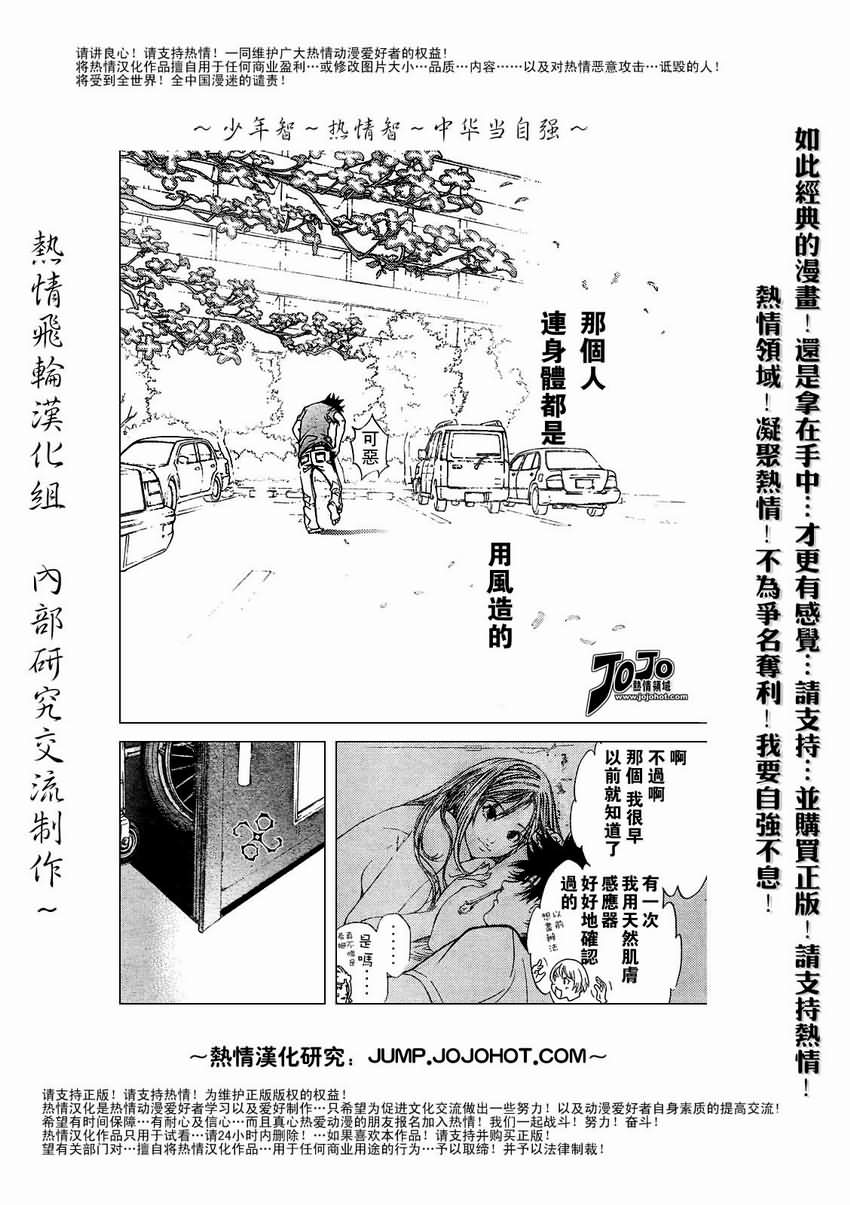 请讲良心！请支持热情！一同维护广大热情动漫爱好者的权益！
将热情汉化作品擅自用于任何商业盈利…或修改图片大小…品质…内容……以及对热情恶意攻击…诋毁的人！
将受到全世界！全中国漫迷的谴责！
～少年智～热情智～中华当自强～
如此經典的漫畫！還是拿在手中…才更有感覺…請支持…並購買正版！請支持熱情！
熱情領域！凝聚熱情！不為爭名奪利！我要自強不息！
熱情飛輪漢化組 內部研究交流制作～
那個人
連身體都是
可惡
用風造的
JOJO
熱情領域
www.jojohot.com
啊
不過啊
那個 我很早
以前就知道了
有一次
我用天然肌膚
感應器
好好地確認
過的
以前
想盡辦法
……
是嗎……
～熱情漢化研究：JUMP.JOJOHOT.COM～
请支持正版！请支持热情！为维护正版版权的权益！
热情汉化是热情动漫爱好者学习以及爱好制作…只希望为促进文化交流做出一些努力！以及动漫爱好者自身素质的提高交流！
希望有时间保障…有耐心及信心…而且真心热爱动漫的朋友报名加入热情！我们一起战斗！努力！奋斗！
热情汉化作品只用于试看…请24小时内删除！…如果喜欢本作品！请支持并购买正版！
望有关部门对…擅自将热情汉化作品…用于任何商业用途的行为…予以取缔！并予以法律制裁！